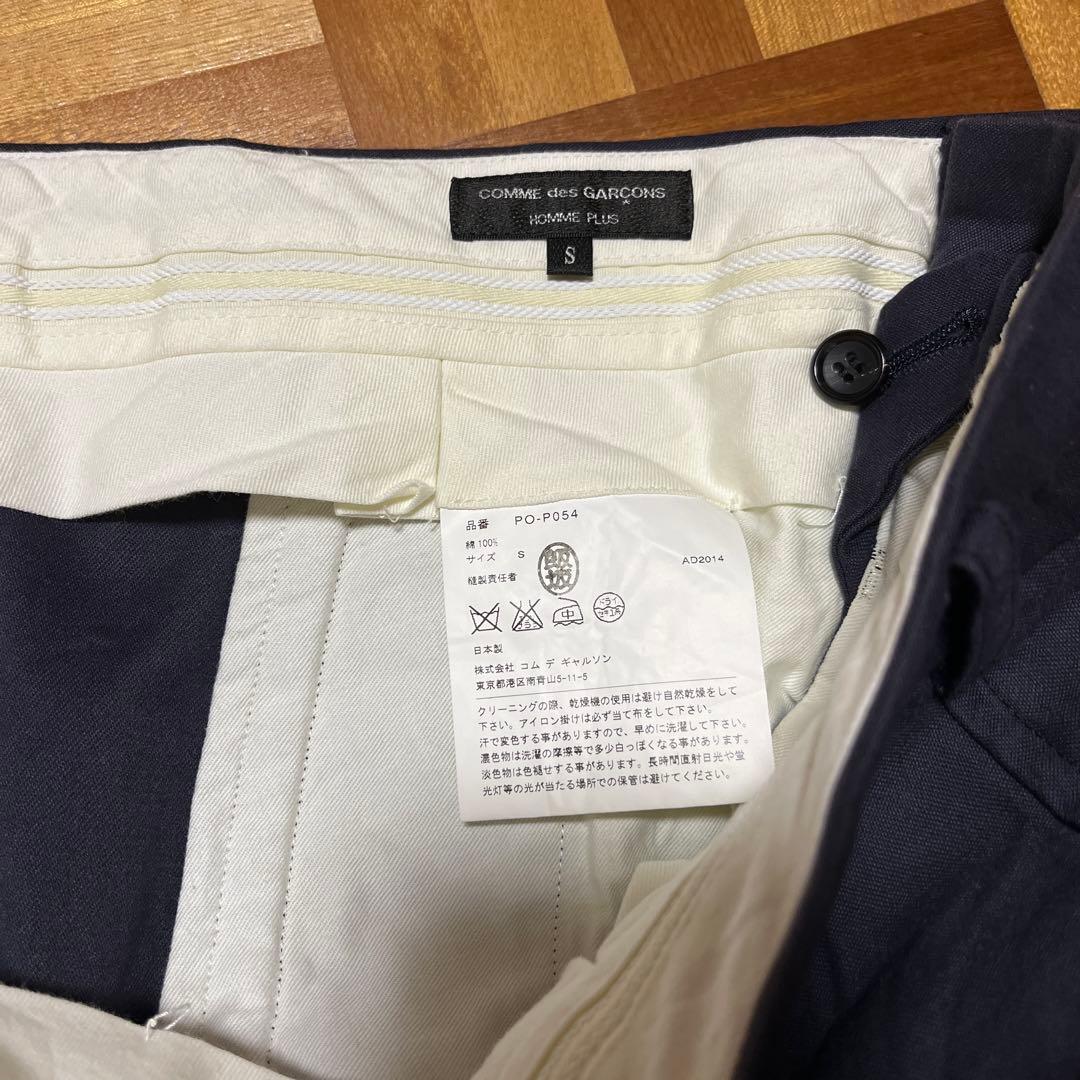 COMME des GARÇONS
HOMME PLUS
S
品番 PO-P054
綿100%
サイズ S
AD2014
縫製責任者 飯坂
中
ドライ
日本製
株式会社 コム デ ギャルソン
東京都港区南青山5-11-5
クリーニングの際、乾燥機の使用は避け自然乾燥をして
下さい。アイロン掛けは必ず当て布をして下さい。
汗で変色する事がありますので、早めに洗濯して下さい。
濃色物は洗濯の摩擦等で多少白っぽくなる事があります。
淡色物は色褪せする事があります。長時間直射日光や蛍
光灯等の光が当たる場所での保管は避けてください。